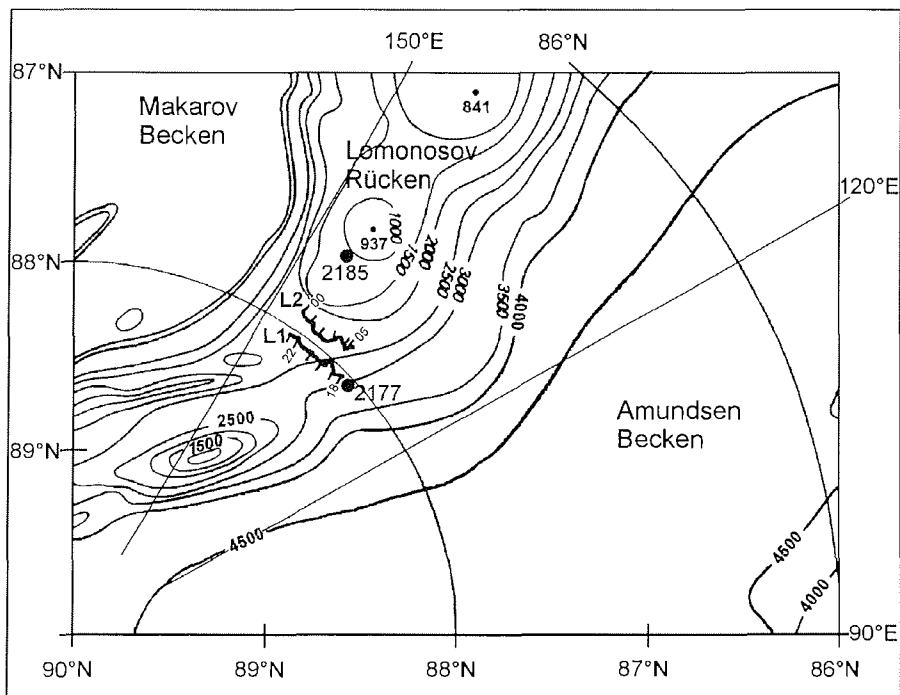 150°E
86°N
87°N
Makarov
Becken
841
Lomonosov
Rücken
120°E
1000
937
1500
2000
2500
3000
3500
4000
88°N
2185
L2
00
L1
05
22
18
2177
Amundsen
Becken
2500
1500
89°N
4500
4500
4000
90°E
90°N
89°N
88°N
87°N
86°N